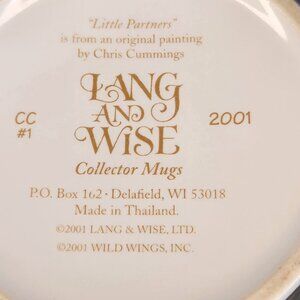 "Little Partners"
is from an original painting
by Chris Cummings
LANG
AND
WISE
CC
#1
2001
Collector Mugs
P.O. Box 162 · Delafield, WI 53018
Made in Thailand.
©2001 LANG & WISE, LTD.
©2001 WILD WINGS, INC.